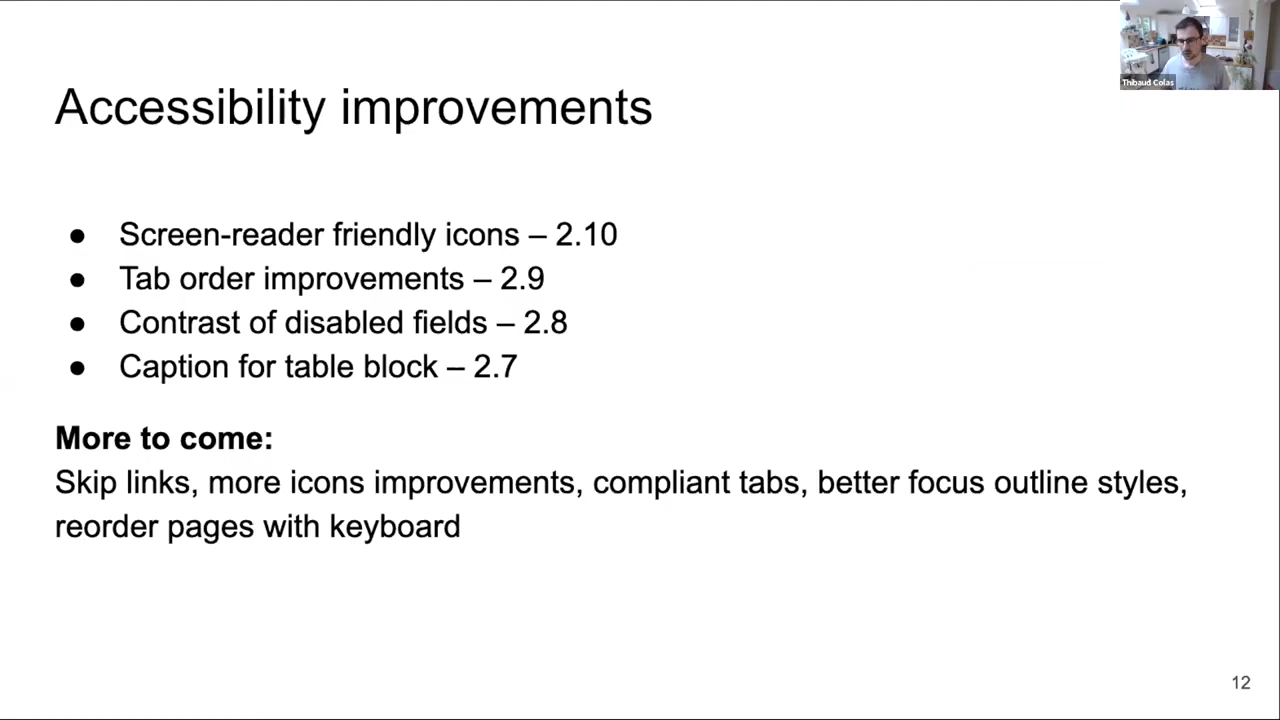 Thibaud Colas
Accessibility improvements
● Screen-reader friendly icons – 2.10
● Tab order improvements – 2.9
● Contrast of disabled fields – 2.8
● Caption for table block – 2.7
More to come:
Skip links, more icons improvements, compliant tabs, better focus outline styles,
reorder pages with keyboard
12